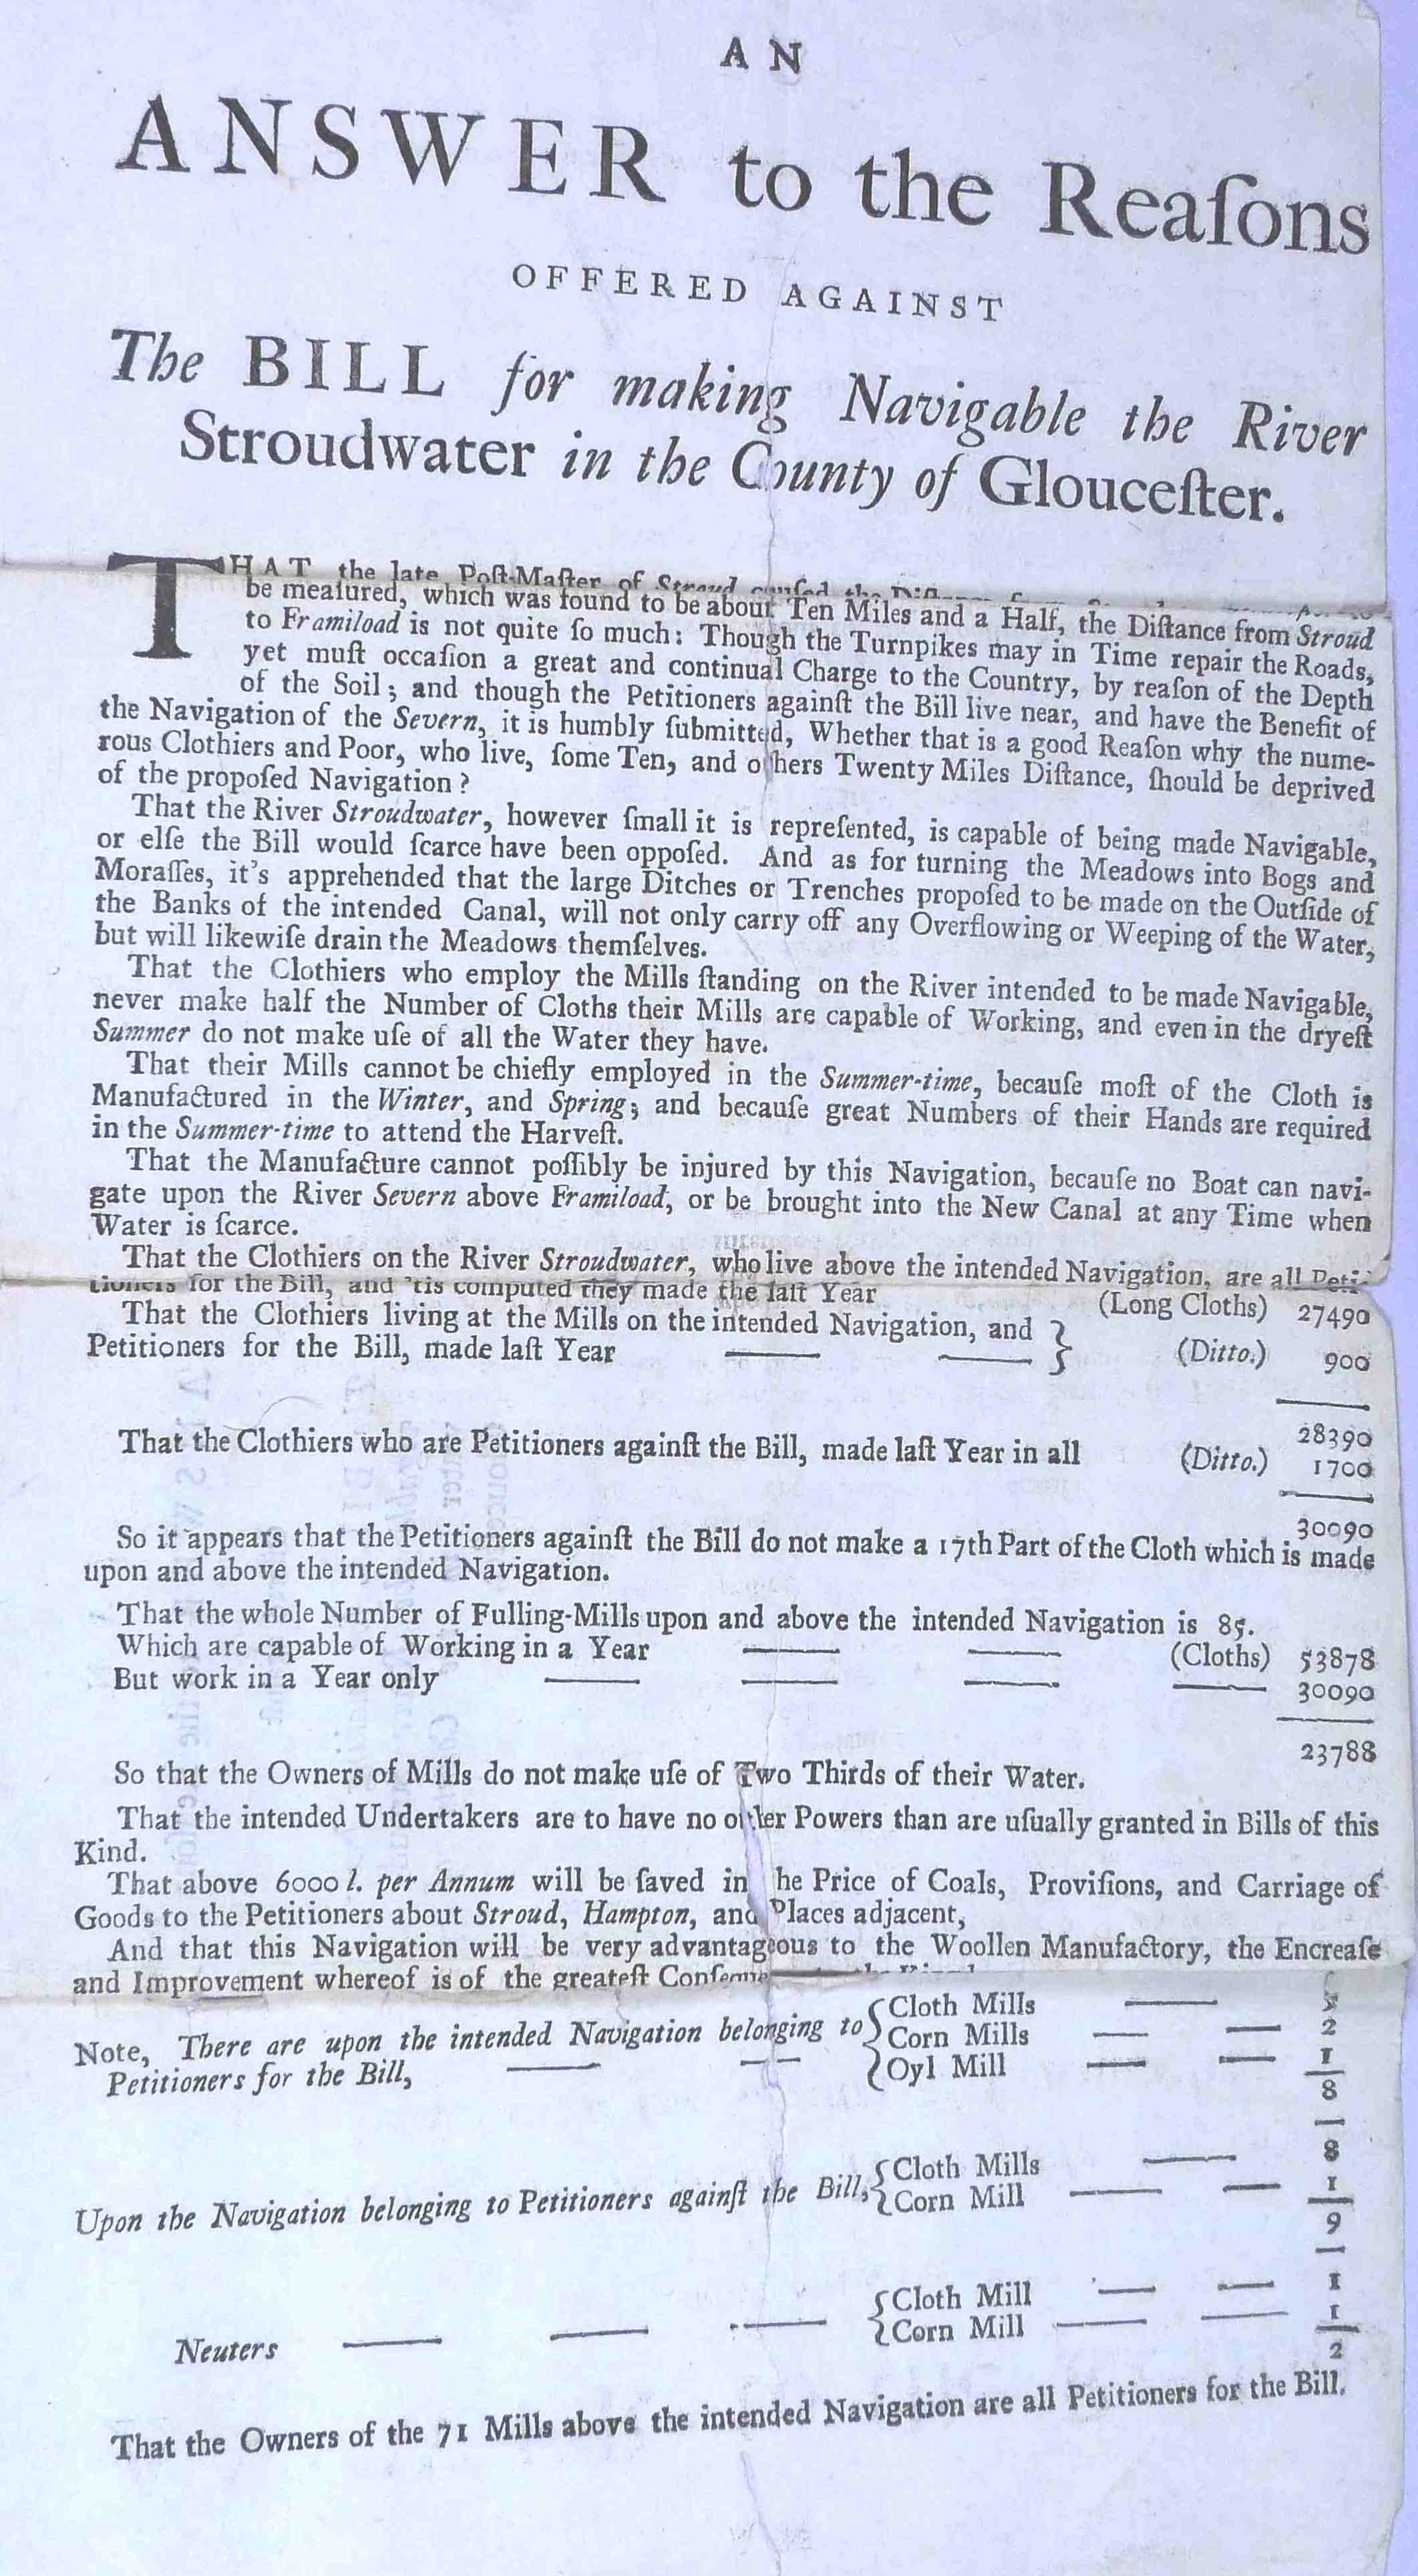 AN
ANSWER to the Reaſons
OFFERED AGAINST
The BILL for making Navigable the River
Stroudwater in the County of Glouceſter.
THAT the late Poſt-Maſter of Stroud cauſed the
be meaſured, which was found to be about Ten Miles and a Half, the Diſtance from Stroud
to Framiload is not quite ſo much: Though the Turnpikes may in Time repair the Roads,
yet muſt occaſion a great and continual Charge to the Country, by reaſon of the Depth
of the Soil; and though the Petitioners againſt the Bill live near, and have the Benefit of
the Navigation of the Severn, it is humbly ſubmitted, Whether that is a good Reaſon why the nume-
rous Clothiers and Poor, who live, ſome Ten, and others Twenty Miles Diſtance, ſhould be deprived
of the propoſed Navigation?
That the River Stroudwater, however ſmall it is repreſented, is capable of being made Navigable,
or elſe the Bill would ſcarce have been oppoſed. And as for turning the Meadows into Bogs and
Moraſſes, it's apprehended that the large Ditches or Trenches propoſed to be made on the Outſide of
the Banks of the intended Canal, will not only carry off any Overflowing or Weeping of the Water,
but will likewiſe drain the Meadows themſelves.
That the Clothiers who employ the Mills ſtanding on the River intended to be made Navigable,
never make half the Number of Cloths their Mills are capable of Working, and even in the dryeſt
Summer do not make uſe of all the Water they have.
That their Mills cannot be chiefly employed in the Summer-time, becauſe moſt of the Cloth is
Manufactured in the Winter, and Spring; and becauſe great Numbers of their Hands are required
in the Summer-time to attend the Harveſt.
That the Manufacture cannot poſſibly be injured by this Navigation, becauſe no Boat can navi-
gate upon the River Severn above Framiload, or be brought into the New Canal at any Time when
Water is ſcarce.
That the Clothiers on the River Stroudwater, who live above the intended Navigation, are all Peti-
tioners for the Bill, and 'tis computed they made the laſt Year (Long Cloths) 27490
That the Clothiers living at the Mills on the intended Navigation, and }
Petitioners for the Bill, made laſt Year —— —— (Ditto.) 900
28390
That the Clothiers who are Petitioners againſt the Bill, made laſt Year in all (Ditto.) 1700
30090
So it appears that the Petitioners againſt the Bill do not make a 17th Part of the Cloth which is made
upon and above the intended Navigation.
That the whole Number of Fulling-Mills upon and above the intended Navigation is 85.
Which are capable of Working in a Year —— —— (Cloths) 53878
But work in a Year only —— —— —— —— 30090
23788
So that the Owners of Mills do not make uſe of Two Thirds of their Water.
That the intended Undertakers are to have no other Powers than are uſually granted in Bills of this
Kind.
That above 6000 l. per Annum will be ſaved in the Price of Coals, Proviſions, and Carriage of
Goods to the Petitioners about Stroud, Hampton, and Places adjacent,
And that this Navigation will be very advantageous to the Woollen Manufactory, the Encreaſe
and Improvement whereof is of the greateſt
Note, There are upon the intended Navigation belonging to
Petitioners for the Bill, —— ——
{ Cloth Mills —— 5
Corn Mills —— —— 2
Oyl Mill —— —— 1
8
Upon the Navigation belonging to Petitioners againſt the Bill,
{ Cloth Mills —— 8
Corn Mill —— —— 1
9
Neuters —— —— ——
{ Cloth Mill —— —— 1
Corn Mill —— —— 1
2
That the Owners of the 71 Mills above the intended Navigation are all Petitioners for the Bill.